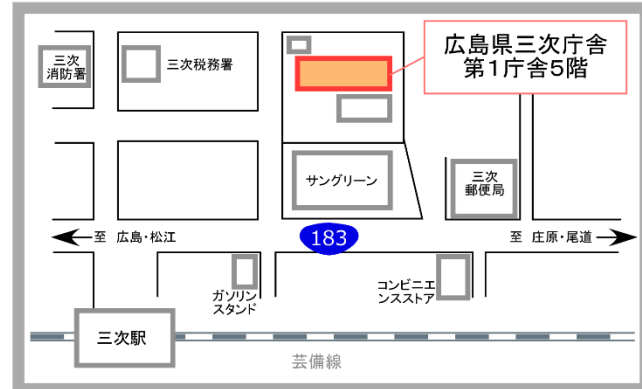 広島県三次庁舎
第1庁舎5階
三次
消防署
三次税務署
サングリーン
三次
郵便局
至 広島・松江
183
至 庄原・尾道
ガソリン
スタンド
コンビニエ
ンスストア
三次駅
芸備線